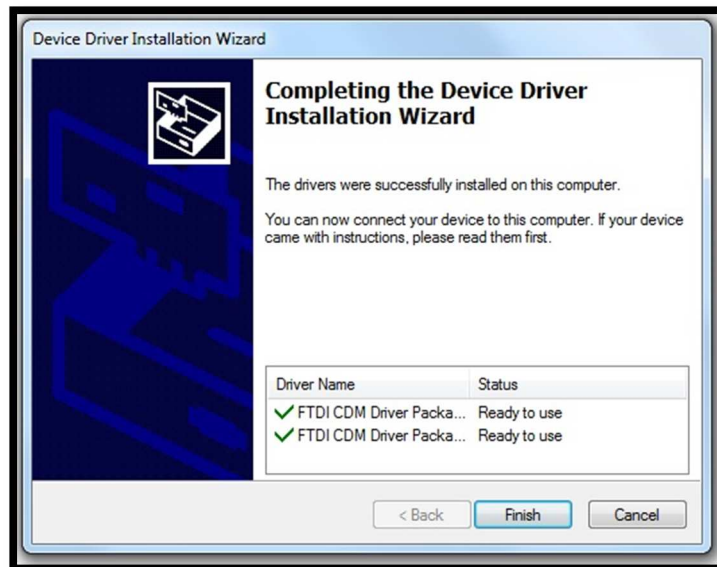 Device Driver Installation Wizard
Completing the Device Driver
Installation Wizard
The drivers were successfully installed on this computer.
You can now connect your device to this computer. If your device
came with instructions, please read them first.
Driver Name Status
FTDI CDM Driver Packa... Ready to use
FTDI CDM Driver Packa... Ready to use
< Back Finish Cancel